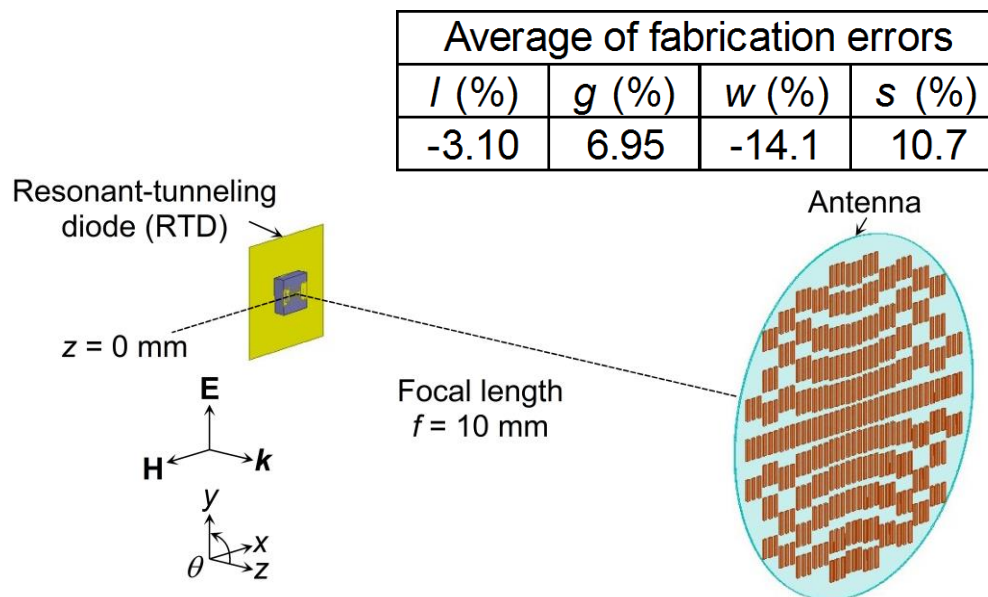 Average of fabrication errors
l (%) g (%) w (%) s (%)
-3.10 6.95 -14.1 10.7
Resonant-tunneling
diode (RTD)
Antenna
z = 0 mm
Focal length
f = 10 mm
E
H k
y
x
θ z